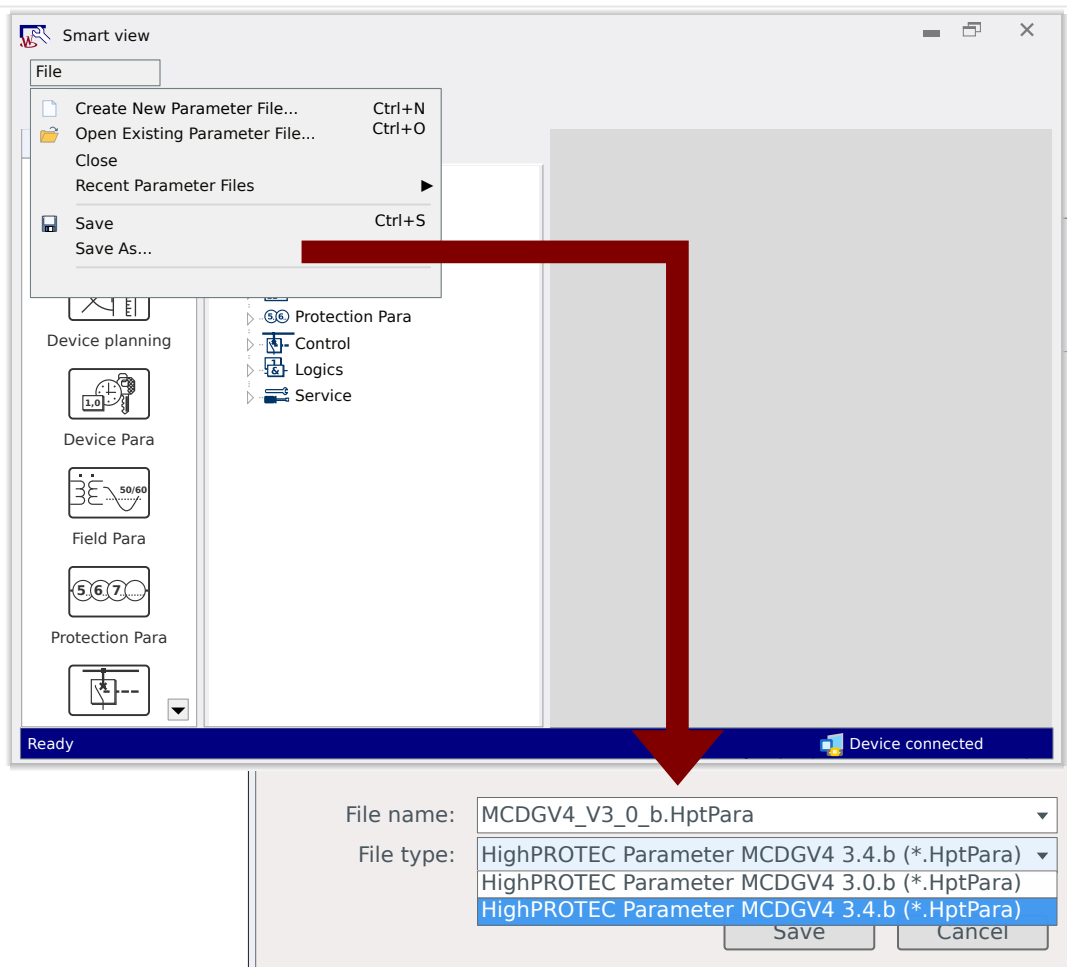 Smart view
File
Create New Parameter File... Ctrl+N
Open Existing Parameter File... Ctrl+O
Close
Recent Parameter Files
Save Ctrl+S
Save As...
Protection Para
Control
Logics
Service
Device planning
1,0
Device Para
50/60
Field Para
5 6 7
Protection Para
Ready Device connected
File name: MCDGV4_V3_0_b.HptPara
File type: HighPROTEC Parameter MCDGV4 3.4.b (*.HptPara)
HighPROTEC Parameter MCDGV4 3.0.b (*.HptPara)
HighPROTEC Parameter MCDGV4 3.4.b (*.HptPara)
Save Cancel